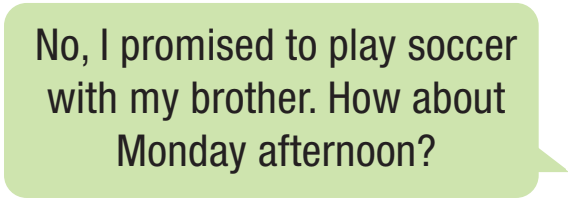 No, I promised to play soccer
with my brother. How about
Monday afternoon?